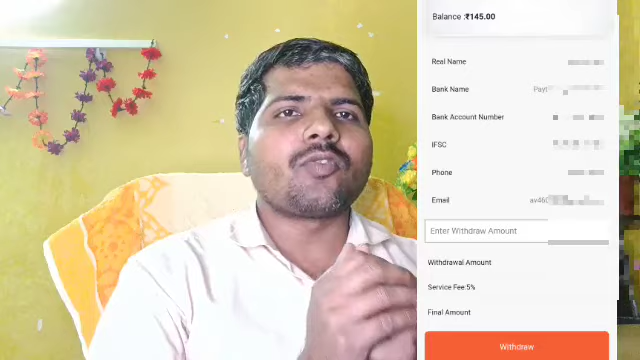 Balance :₹145.00
Real Name
Bank Name
Bank Account Number
IFSC
Phone
Email
Enter Withdraw Amount
Withdrawal Amount
Service Fee:5%
Final Amount
Withdraw